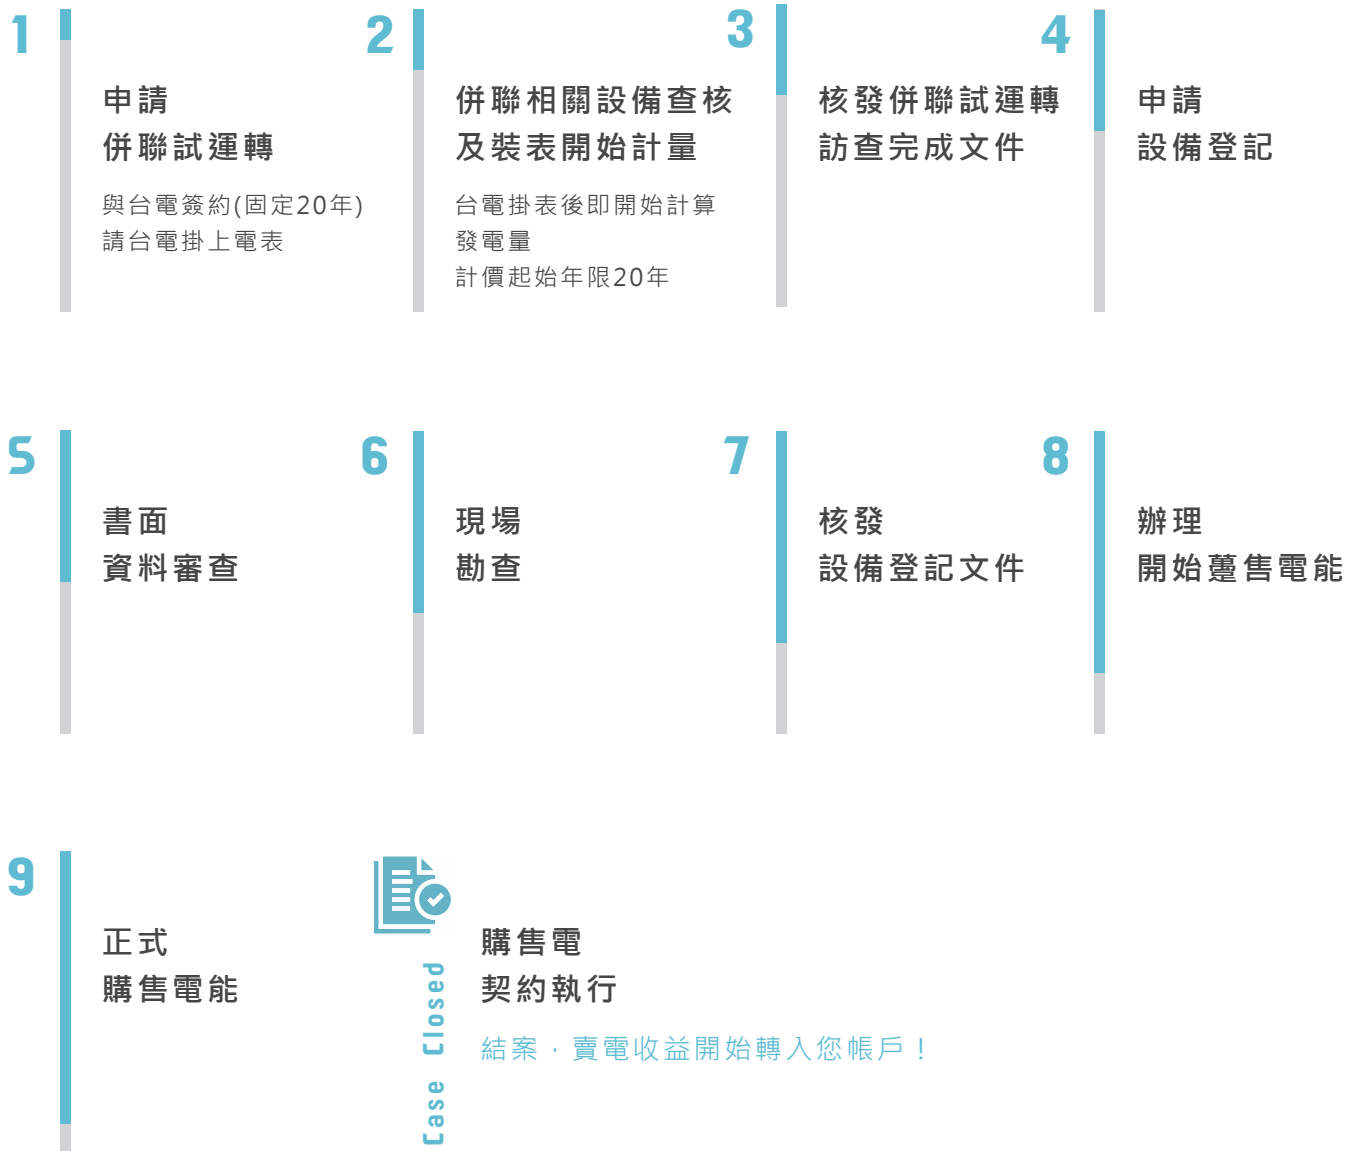 1
申請
併聯試運轉
與台電簽約(固定20年)
請台電掛上電表
2
併聯相關設備查核
及裝表開始計量
台電掛表後即開始計算
發電量
計價起始年限20年
3
核發併聯試運轉
訪查完成文件
4
申請
設備登記
5
書面
資料審查
6
現場
勘查
7
核發
設備登記文件
8
辦理
開始躉售電能
9
正式
購售電能
Case Closed
購售電
契約執行
結案，賣電收益開始轉入您帳戶！